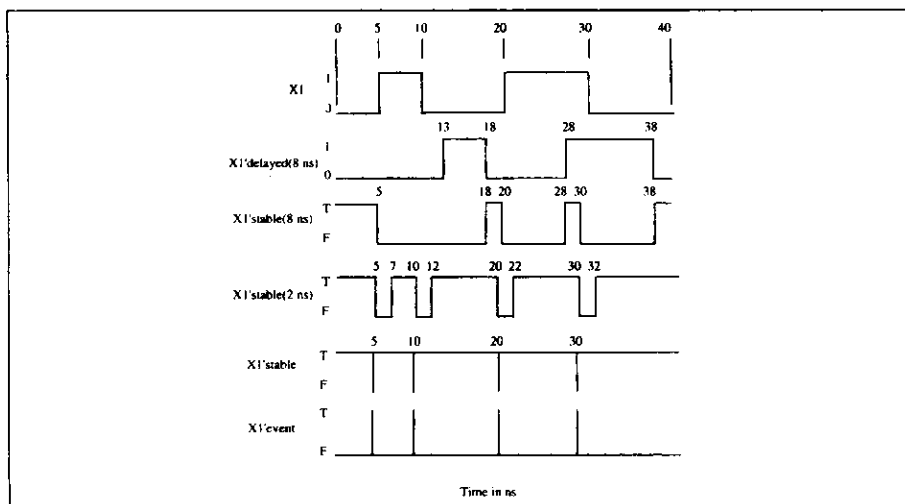 0 5 10 20 30 40
1
X1
0
13 18 28 38
1
X1'delayed(8 ns)
0
5 18 20 28 30 38
T
X1'stable(8 ns)
F
5 7 10 12 20 22 30 32
T
X1'stable(2 ns)
F
5 10 20 30
T
X1'stable
F
T
X1'event
F
Time in ns